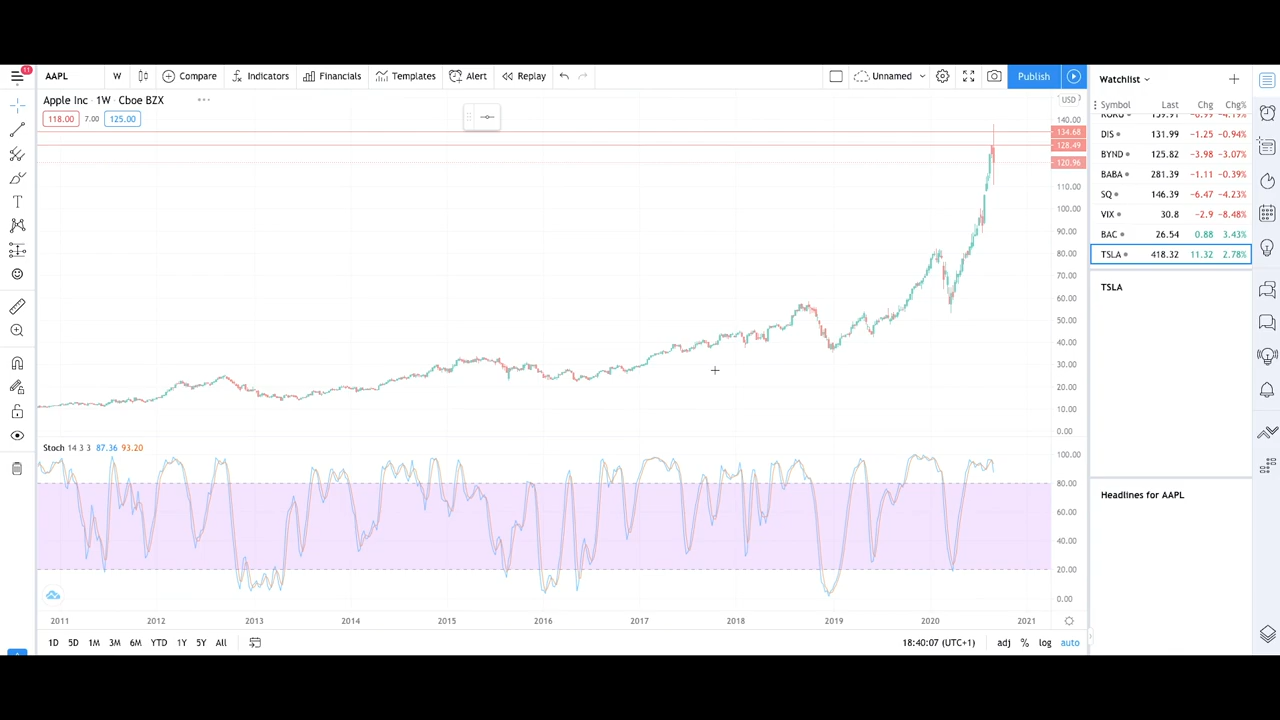 11
AAPL W Compare Indicators Financials Templates Alert Replay Unnamed Publish
Apple Inc · 1W · Cboe BZX
118.00 7.00 125.00
USD
140.00
134.68
128.49
120.96
110.00
100.00
90.00
80.00
70.00
60.00
50.00
40.00
30.00
20.00
10.00
0.00
Stoch 14 3 3 87.36 93.20
100.00
80.00
60.00
40.00
20.00
0.00
2011 2012 2013 2014 2015 2016 2017 2018 2019 2020 2021
1D 5D 1M 3M 6M YTD 1Y 5Y All
18:40:07 (UTC+1) adj % log auto
Watchlist
Symbol Last Chg Chg%
DIS 131.99 −1.25 −0.94%
BYND 125.82 −3.98 −3.07%
BABA 281.39 −1.11 −0.39%
SQ 146.39 −6.47 −4.23%
VIX 30.8 −2.9 −8.48%
BAC 26.54 0.88 3.43%
TSLA 418.32 11.32 2.78%
TSLA
Headlines for AAPL